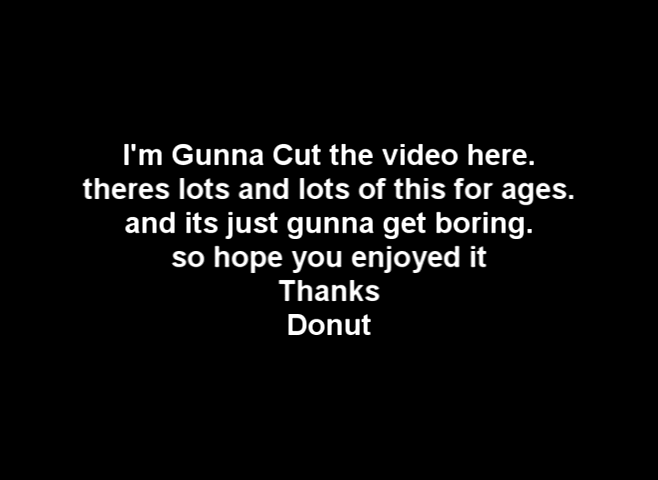 I'm Gunna Cut the video here.
theres lots and lots of this for ages.
and its just gunna get boring.
so hope you enjoyed it
Thanks
Donut